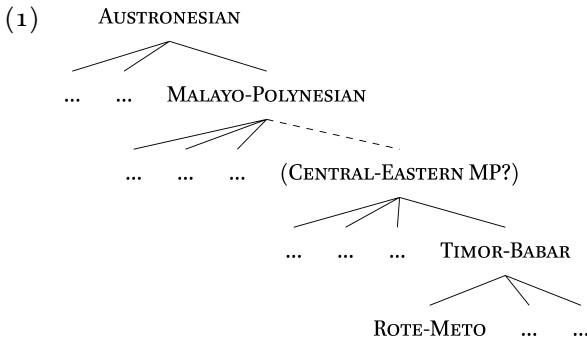 (1) AUSTRONESIAN
... ... MALAYO-POLYNESIAN
... ... ... (CENTRAL-EASTERN MP?)
... ... ... TIMOR-BABAR
ROTE-METO ... ...